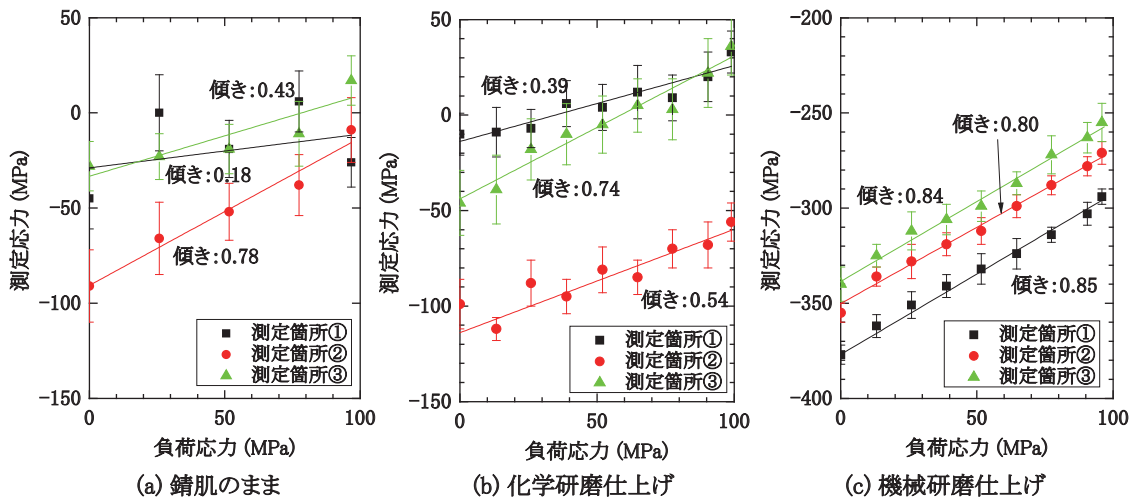 50
0
-50
-100
-150
測定応力 (MPa)
傾き:0.43
傾き:0.18
傾き:0.78
測定箇所①
測定箇所②
測定箇所③
0
50
100
負荷応力 (MPa)
(a) 錆肌のまま
50
0
-50
-100
-150
測定応力 (MPa)
傾き:0.39
傾き:0.74
傾き:0.54
測定箇所①
測定箇所②
測定箇所③
0
50
100
負荷応力 (MPa)
(b) 化学研磨仕上げ
-200
-250
-300
-350
-400
測定応力 (MPa)
傾き:0.80
傾き:0.84
傾き:0.85
測定箇所①
測定箇所②
測定箇所③
0
50
100
負荷応力 (MPa)
(c) 機械研磨仕上げ